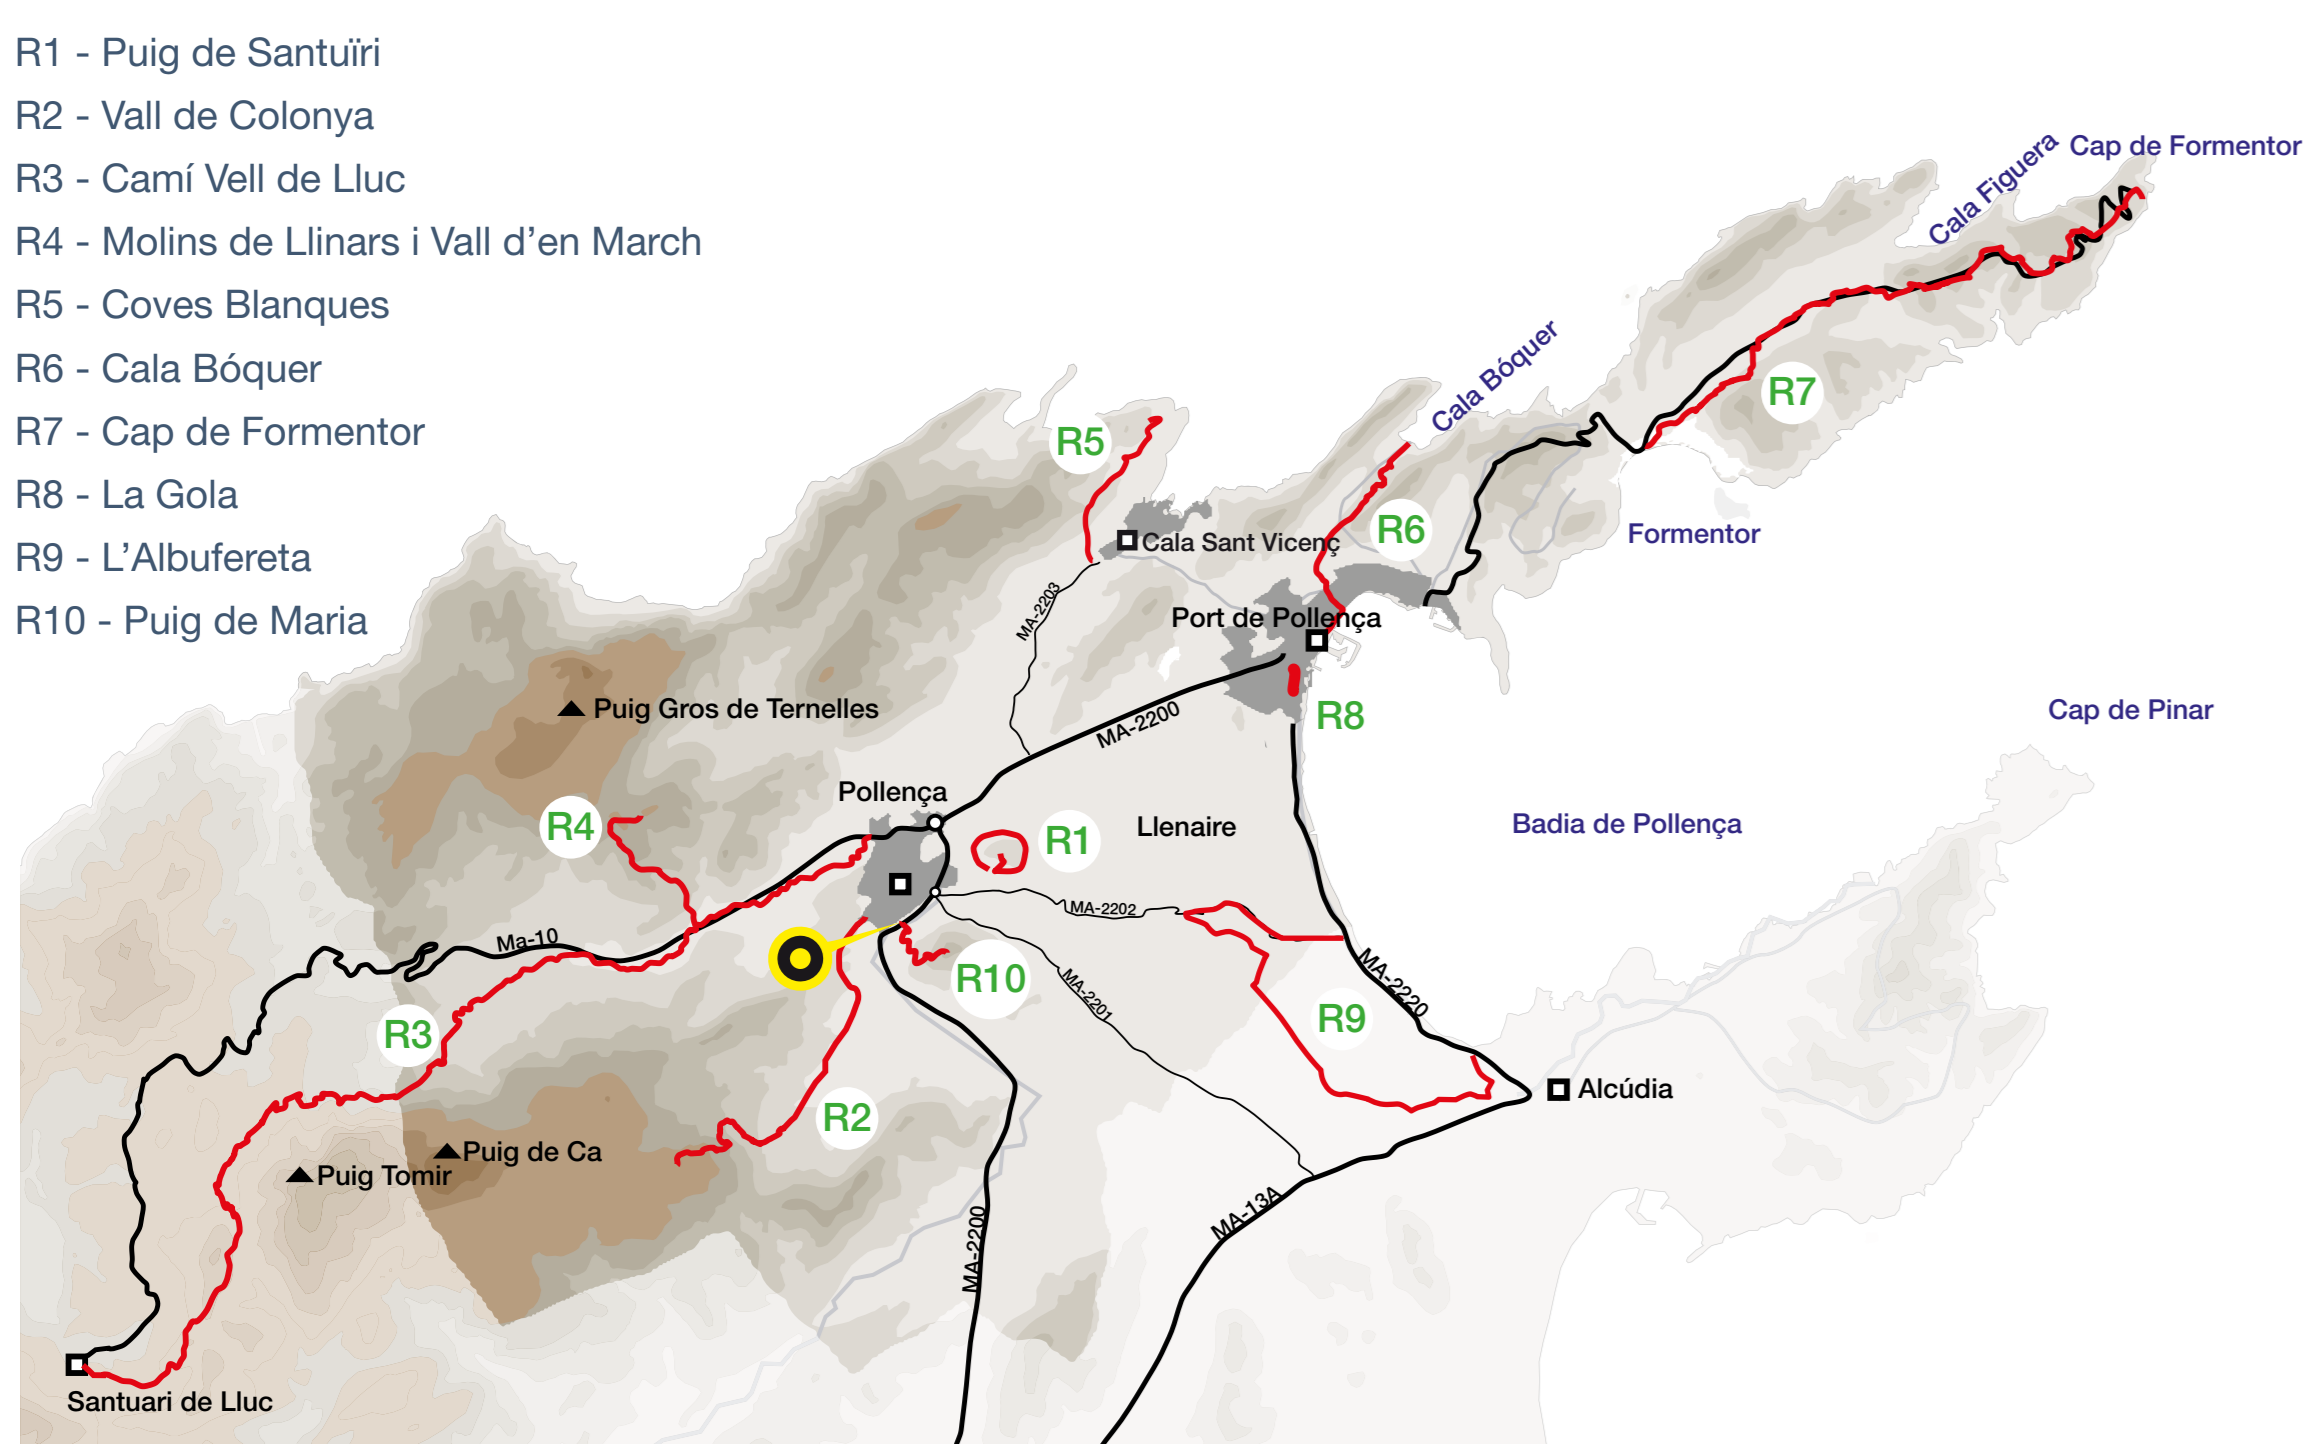 R1 - Puig de Santuïri
R2 - Vall de Colonya
R3 - Camí Vell de Lluc
R4 - Molins de Llinars i Vall d’en March
R5 - Coves Blanques
R6 - Cala Bóquer
R7 - Cap de Formentor
R8 - La Gola
R9 - L’Albufereta
R10 - Puig de Maria
Cap de Formentor
Cala Figuera
Cala Bóquer
R7
R5
R6
Formentor
Cala Sant Vicenç
MA-2203
Port de Pollença
Puig Gros de Ternelles
MA-2200
R8
Cap de Pinar
Pollença
R4
R1
Llenaire
Badia de Pollença
MA-2202
Ma-10
R10
MA-2201
MA-2220
R3
R9
R2
Alcúdia
Puig de Ca
Puig Tomir
MA-2200
MA-13A
Santuari de Lluc